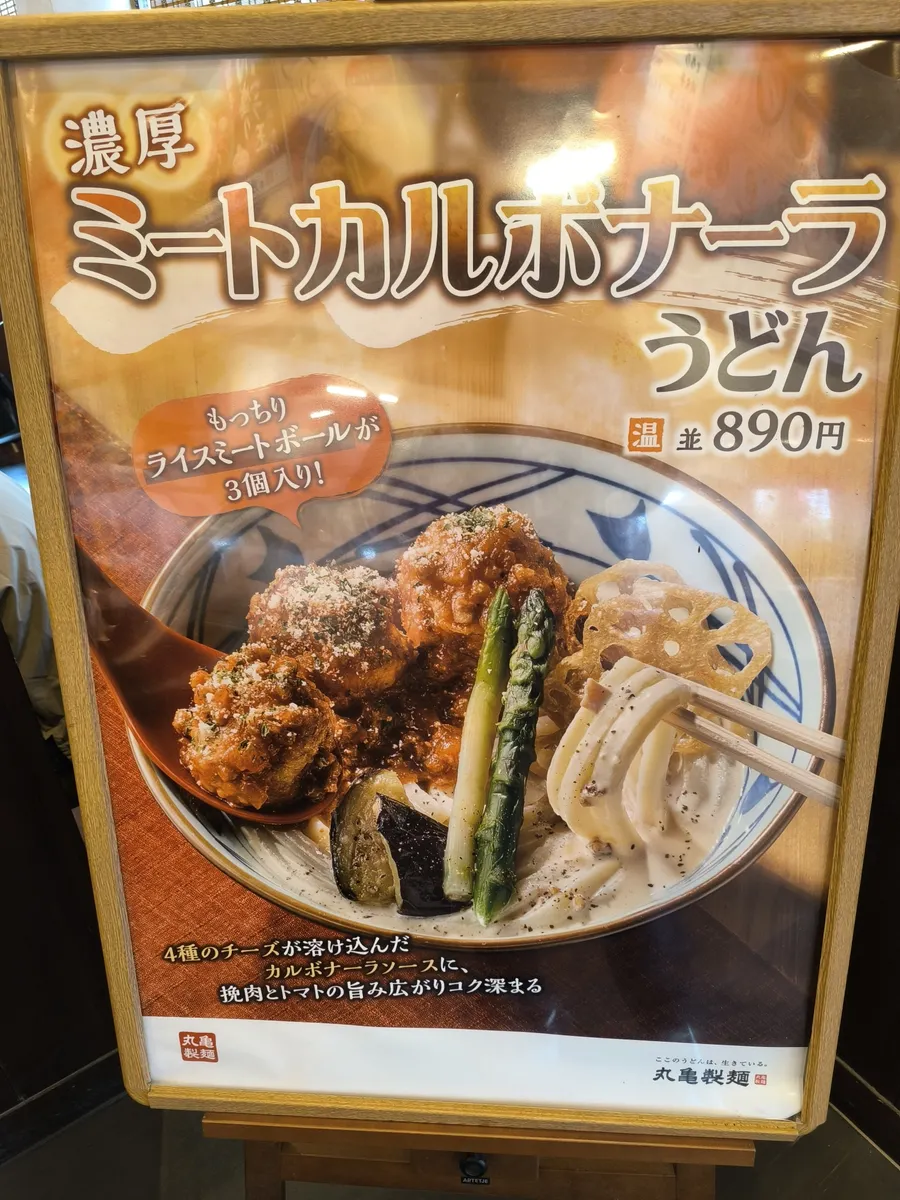 濃厚
ミートカルボナーラ
うどん
温 並 890円
もっちり
ライスミートボールが
3個入り!
4種のチーズが溶け込んだ
カルボナーラソースに、
挽肉とトマトの旨み広がりコク深まる
丸亀
製麺
ここのうどんは、生きている。
丸亀製麺